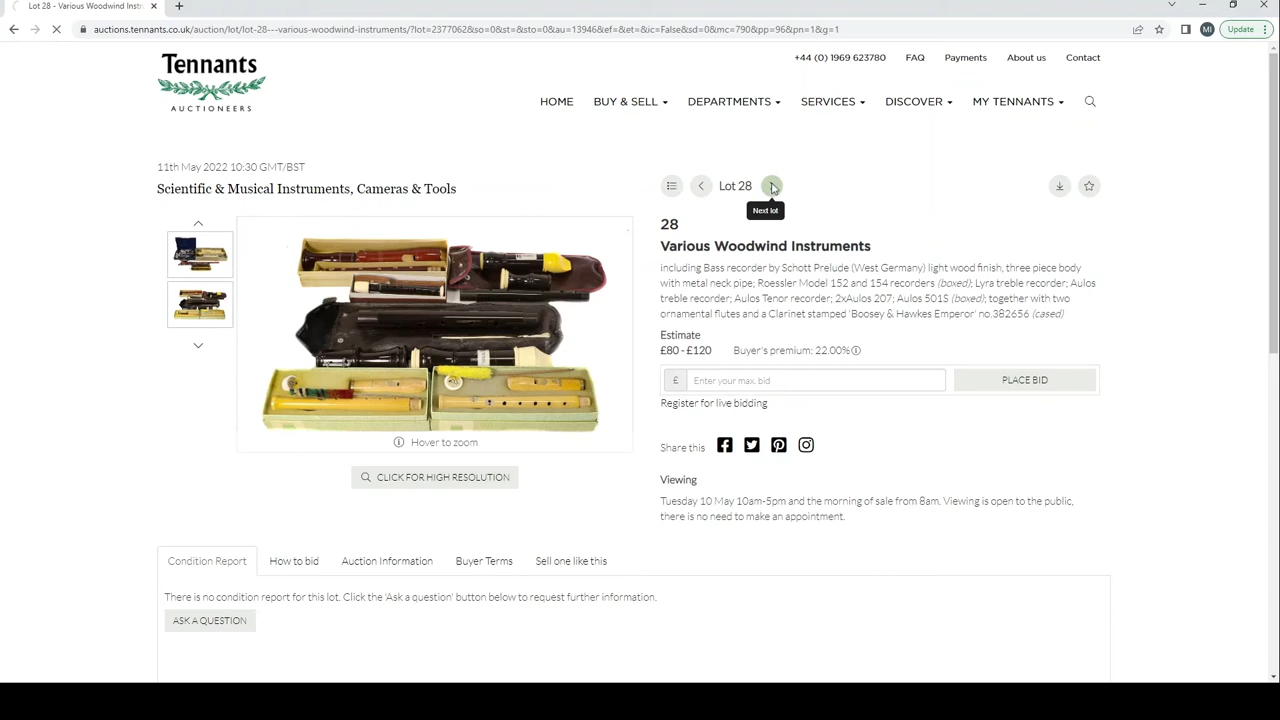 Lot 28 - Various Woodwind Instru
auctions.tennants.co.uk/auction/lot/lot-28---various-woodwind-instruments/?lot=2377062&so=0&st=&sto=0&au=13946&ef=&et=&ic=False&sd=0&mc=790&pp=96&pn=1&g=1
MI
Update
Tennants
AUCTIONEERS
+44 (0) 1969 623780 FAQ Payments About us Contact
HOME BUY & SELL DEPARTMENTS SERVICES DISCOVER MY TENNANTS
11th May 2022 10:30 GMT/BST
Scientific & Musical Instruments, Cameras & Tools
Lot 28
Next lot
28
Various Woodwind Instruments
including Bass recorder by Schott Prelude (West Germany) light wood finish, three piece body
with metal neck pipe; Roessler Model 152 and 154 recorders (boxed); Lyra treble recorder; Aulos
treble recorder; Aulos Tenor recorder; 2xAulos 207; Aulos 501S (boxed); together with two
ornamental flutes and a Clarinet stamped 'Boosey & Hawkes Emperor' no.382656 (cased)
Estimate
£80 - £120 Buyer's premium: 22.00%
£ Enter your max. bid PLACE BID
Register for live bidding
Hover to zoom
CLICK FOR HIGH RESOLUTION
Share this
Viewing
Tuesday 10 May 10am-5pm and the morning of sale from 8am. Viewing is open to the public,
there is no need to make an appointment.
Condition Report How to bid Auction Information Buyer Terms Sell one like this
There is no condition report for this lot. Click the 'Ask a question' button below to request further information.
ASK A QUESTION